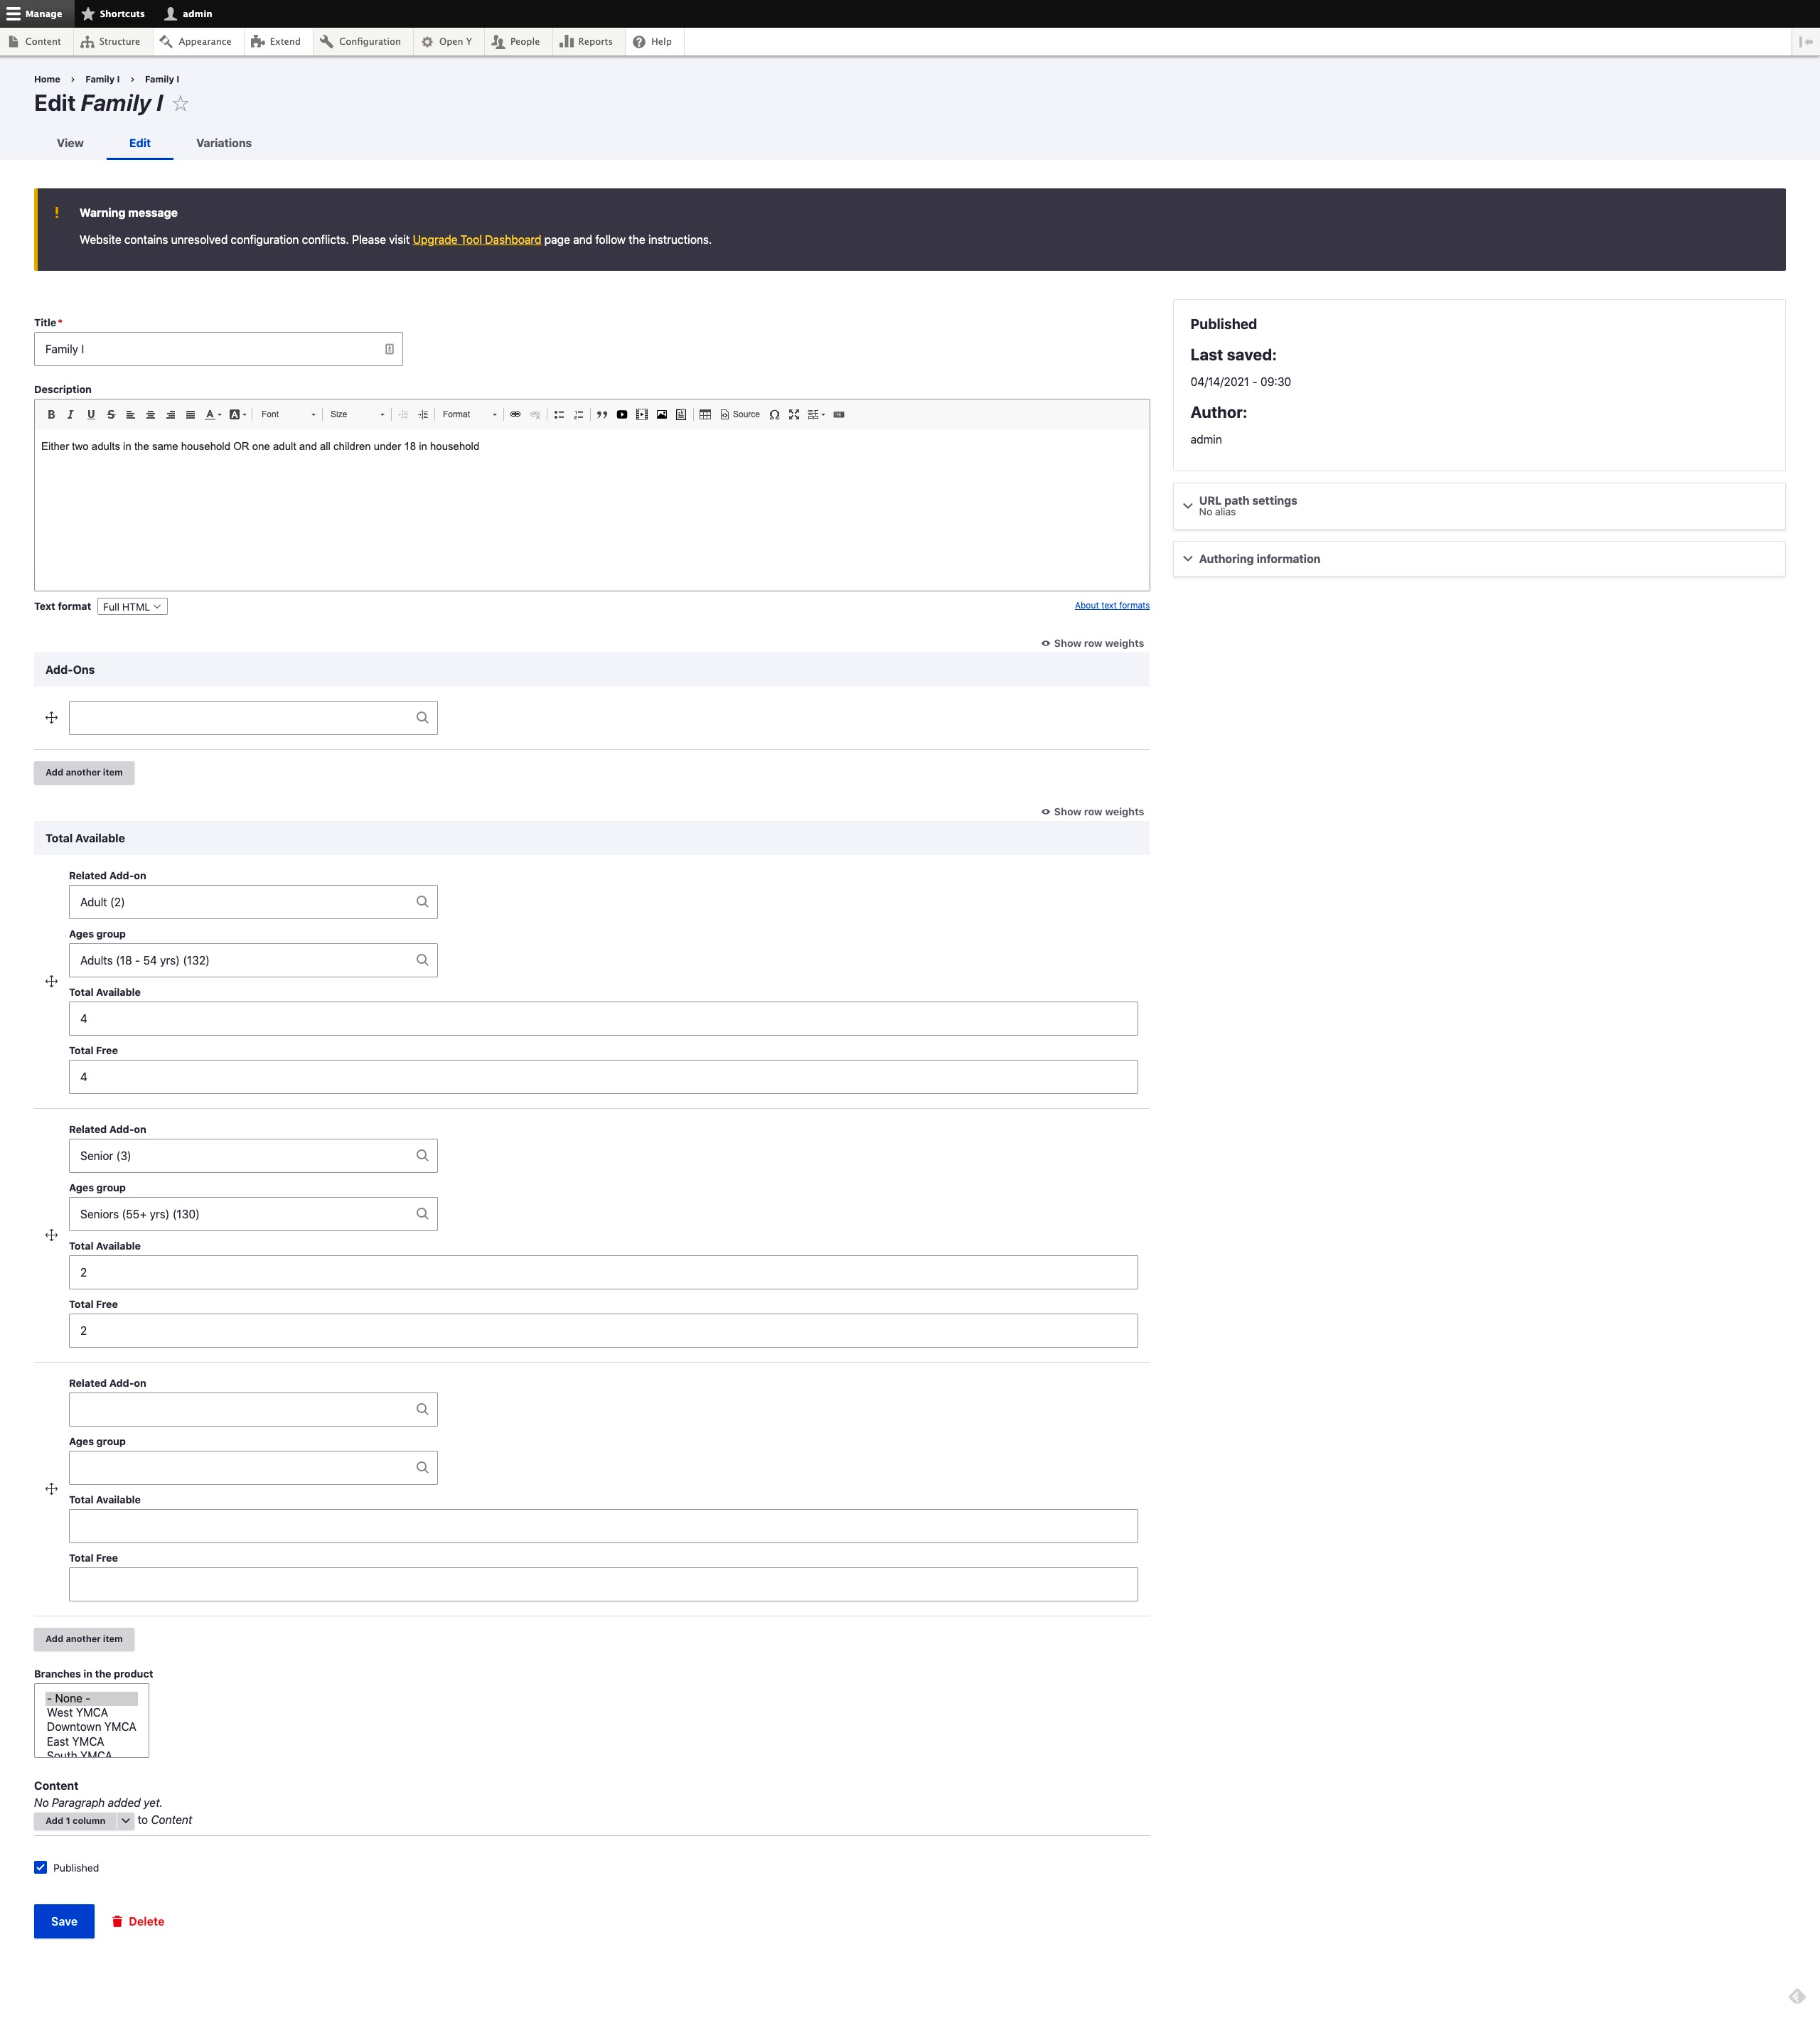 Manage Shortcuts admin
Content Structure Appearance Extend Configuration Open Y People Reports Help
Home › Family I › Family I
Edit Family I
View Edit Variations
Warning message
Website contains unresolved configuration conflicts. Please visit Upgrade Tool Dashboard page and follow the instructions.
Title*
Family I
Description
B I U S A A Font Size Format Source Ω
Either two adults in the same household OR one adult and all children under 18 in household
Text format Full HTML
About text formats
Show row weights
Add-Ons
Add another item
Show row weights
Total Available
Related Add-on
Adult (2)
Ages group
Adults (18 - 54 yrs) (132)
Total Available
4
Total Free
4
Related Add-on
Senior (3)
Ages group
Seniors (55+ yrs) (130)
Total Available
2
Total Free
2
Related Add-on
Ages group
Total Available
Total Free
Add another item
Branches in the product
- None -
West YMCA
Downtown YMCA
East YMCA
South YMCA
Content
No Paragraph added yet.
Add 1 column to Content
Published
Save Delete
Published
Last saved:
04/14/2021 - 09:30
Author:
admin
URL path settings
No alias
Authoring information